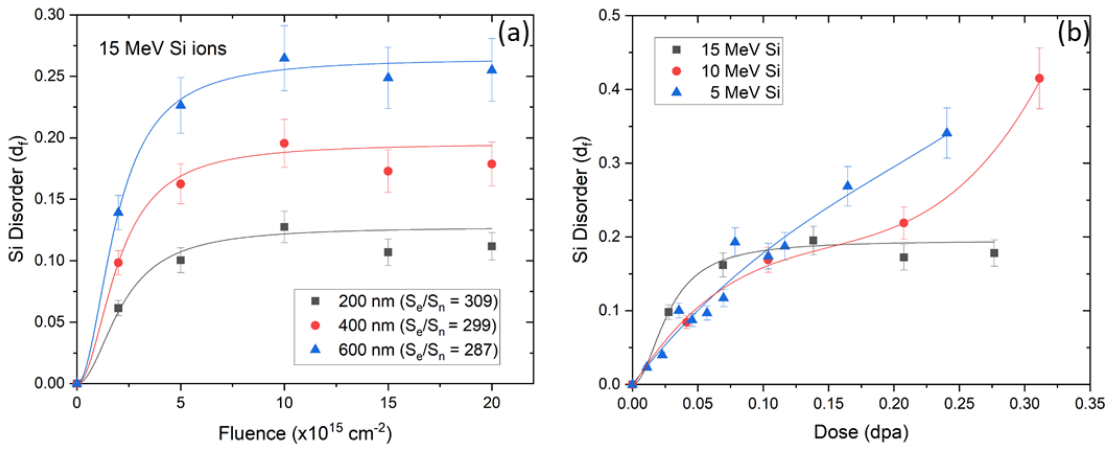 (a)
15 MeV Si ions
0.30
0.25
0.20
0.15
0.10
0.05
0.00
Si Disorder (d_f)
200 nm (S_e/S_n = 309)
400 nm (S_e/S_n = 299)
600 nm (S_e/S_n = 287)
0 5 10 15 20
Fluence (x10^15 cm^-2)
(b)
15 MeV Si
10 MeV Si
5 MeV Si
0.5
0.4
0.3
0.2
0.1
0.0
Si Disorder (d_f)
0.00 0.05 0.10 0.15 0.20 0.25 0.30 0.35
Dose (dpa)